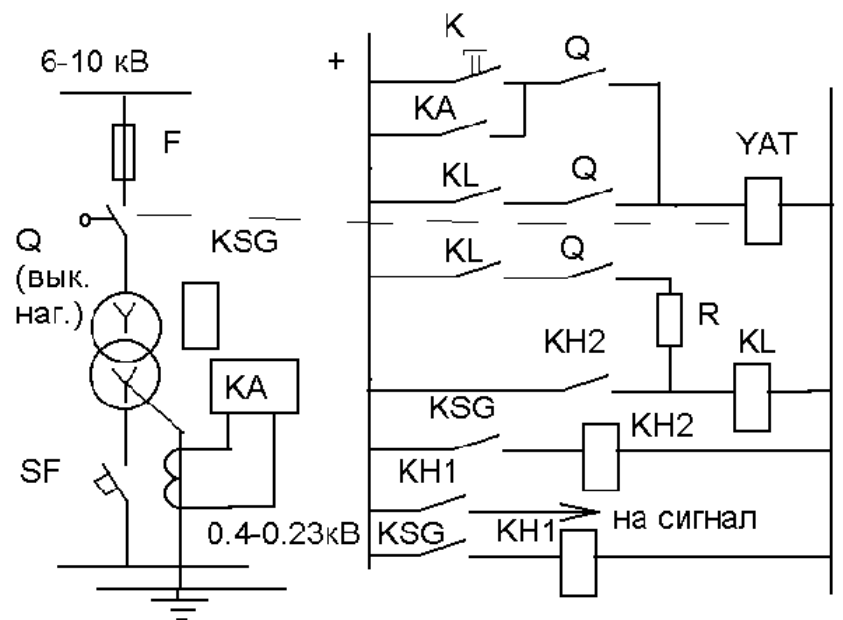 6-10 кВ
F
Q
(вык.
наг.)
KSG
KA
SF
0.4-0.23кВ
+
K
Q
KA
YAT
KL
Q
KL
Q
R
KH2
KL
KSG
KH2
KH1
на сигнал
KSG
KH1